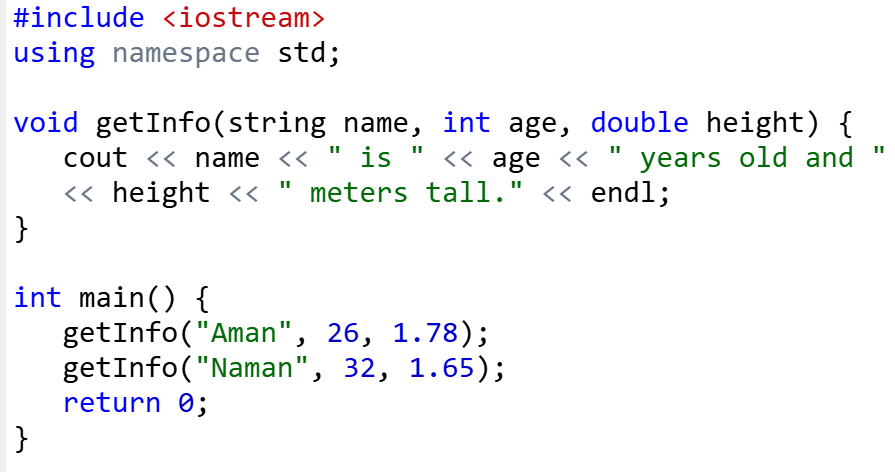 #include <iostream>
using namespace std;
void getInfo(string name, int age, double height) {
cout << name << " is " << age << " years old and "
<< height << " meters tall." << endl;
}
int main() {
getInfo("Aman", 26, 1.78);
getInfo("Naman", 32, 1.65);
return 0;
}